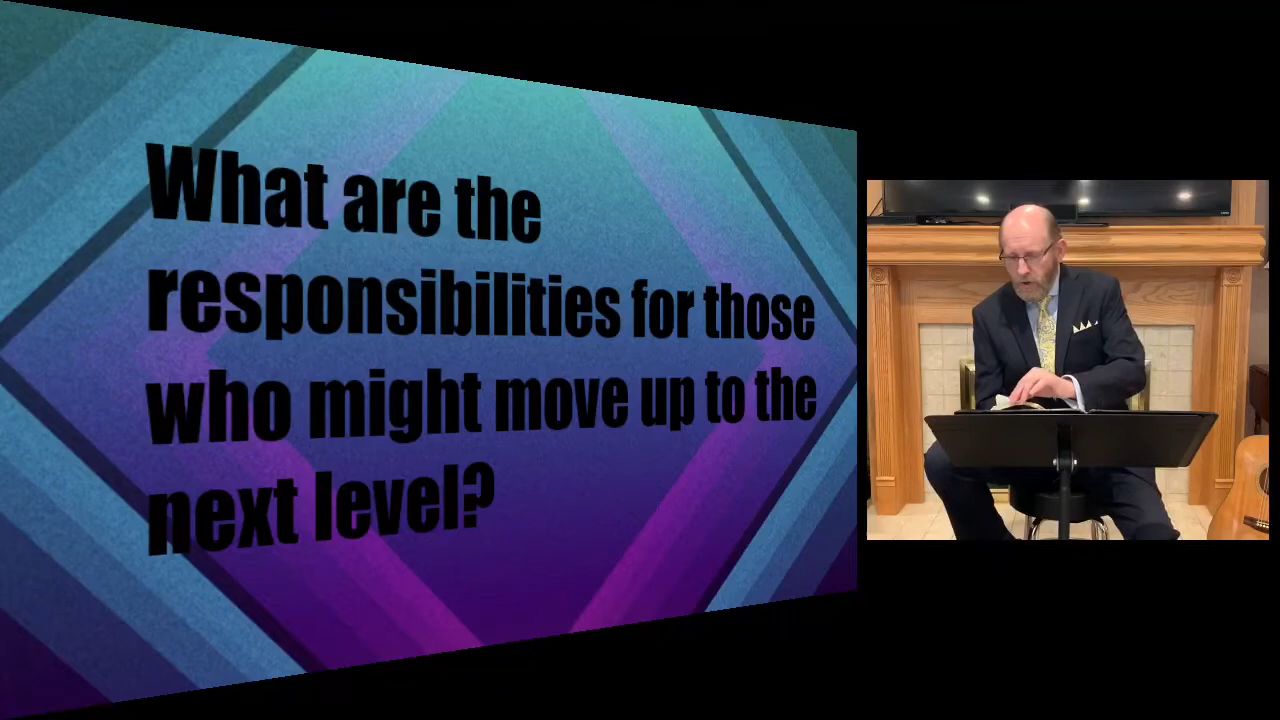 What are the
responsibilities for those
who might move up to the
next level?